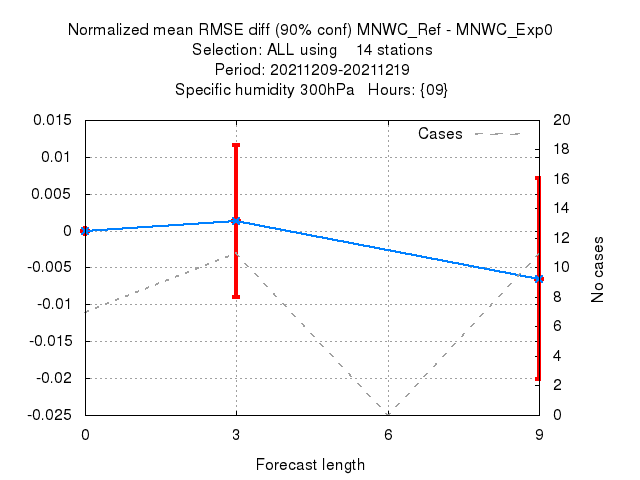 Normalized mean RMSE diff (90% conf) MNWC_Ref - MNWC_Exp0
Selection: ALL using    14 stations
Period: 20211209-20211219
Specific humidity 300hPa   Hours: {09}
Cases
0.015
0.01
0.005
0
-0.005
-0.01
-0.015
-0.02
-0.025
20
18
16
14
12
10
8
6
4
2
0
No cases
0 3 6 9
Forecast length